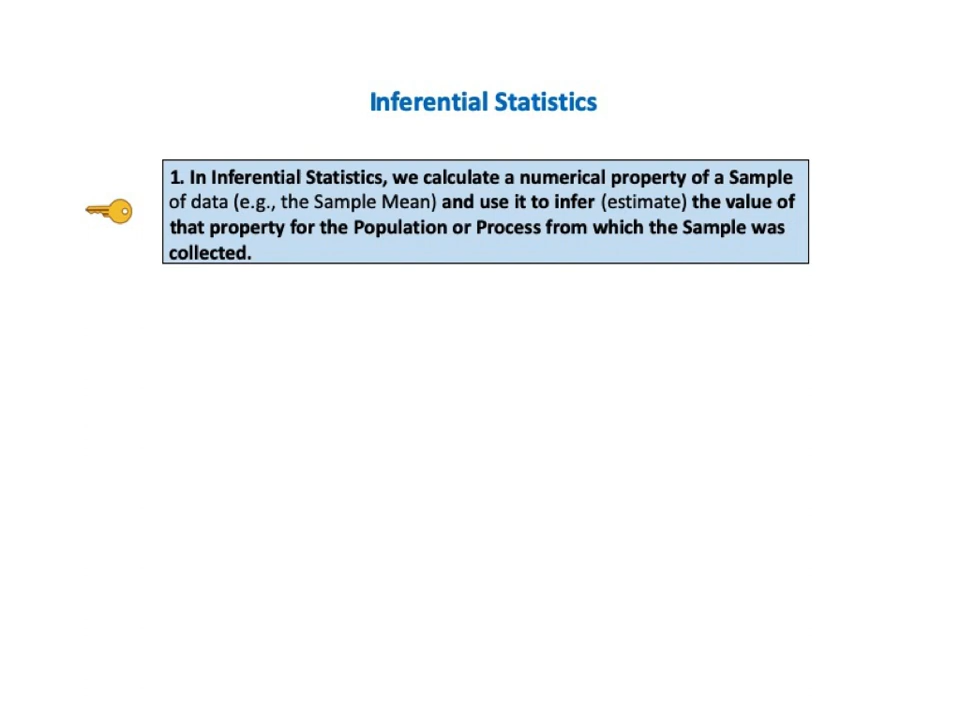 Inferential Statistics
1. In Inferential Statistics, we calculate a numerical property of a Sample
of data (e.g., the Sample Mean) and use it to infer (estimate) the value of
that property for the Population or Process from which the Sample was
collected.